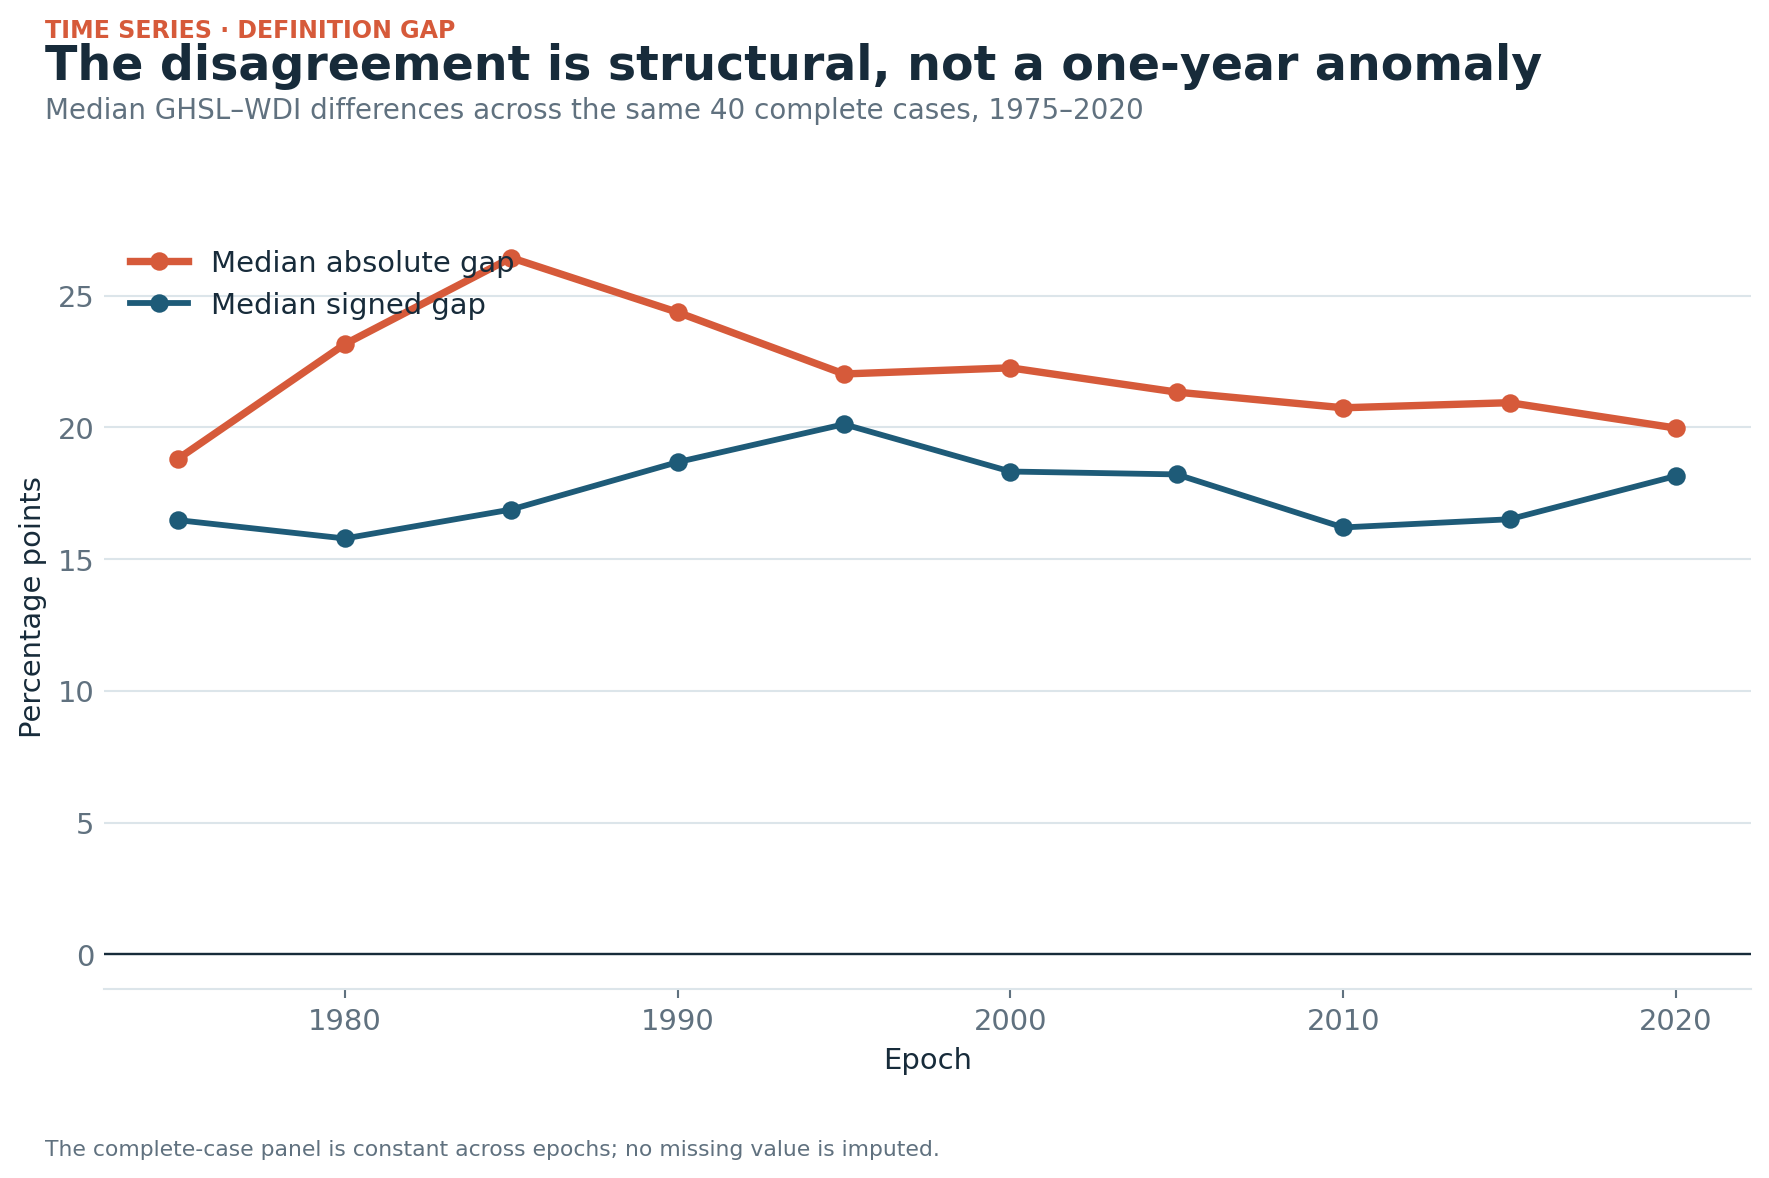 TIME SERIES · DEFINITION GAP
The disagreement is structural, not a one-year anomaly
Median GHSL–WDI differences across the same 40 complete cases, 1975–2020
Median absolute gap
Median signed gap
Percentage points
25
20
15
10
5
0
1980 1990 2000 2010 2020
Epoch
The complete-case panel is constant across epochs; no missing value is imputed.